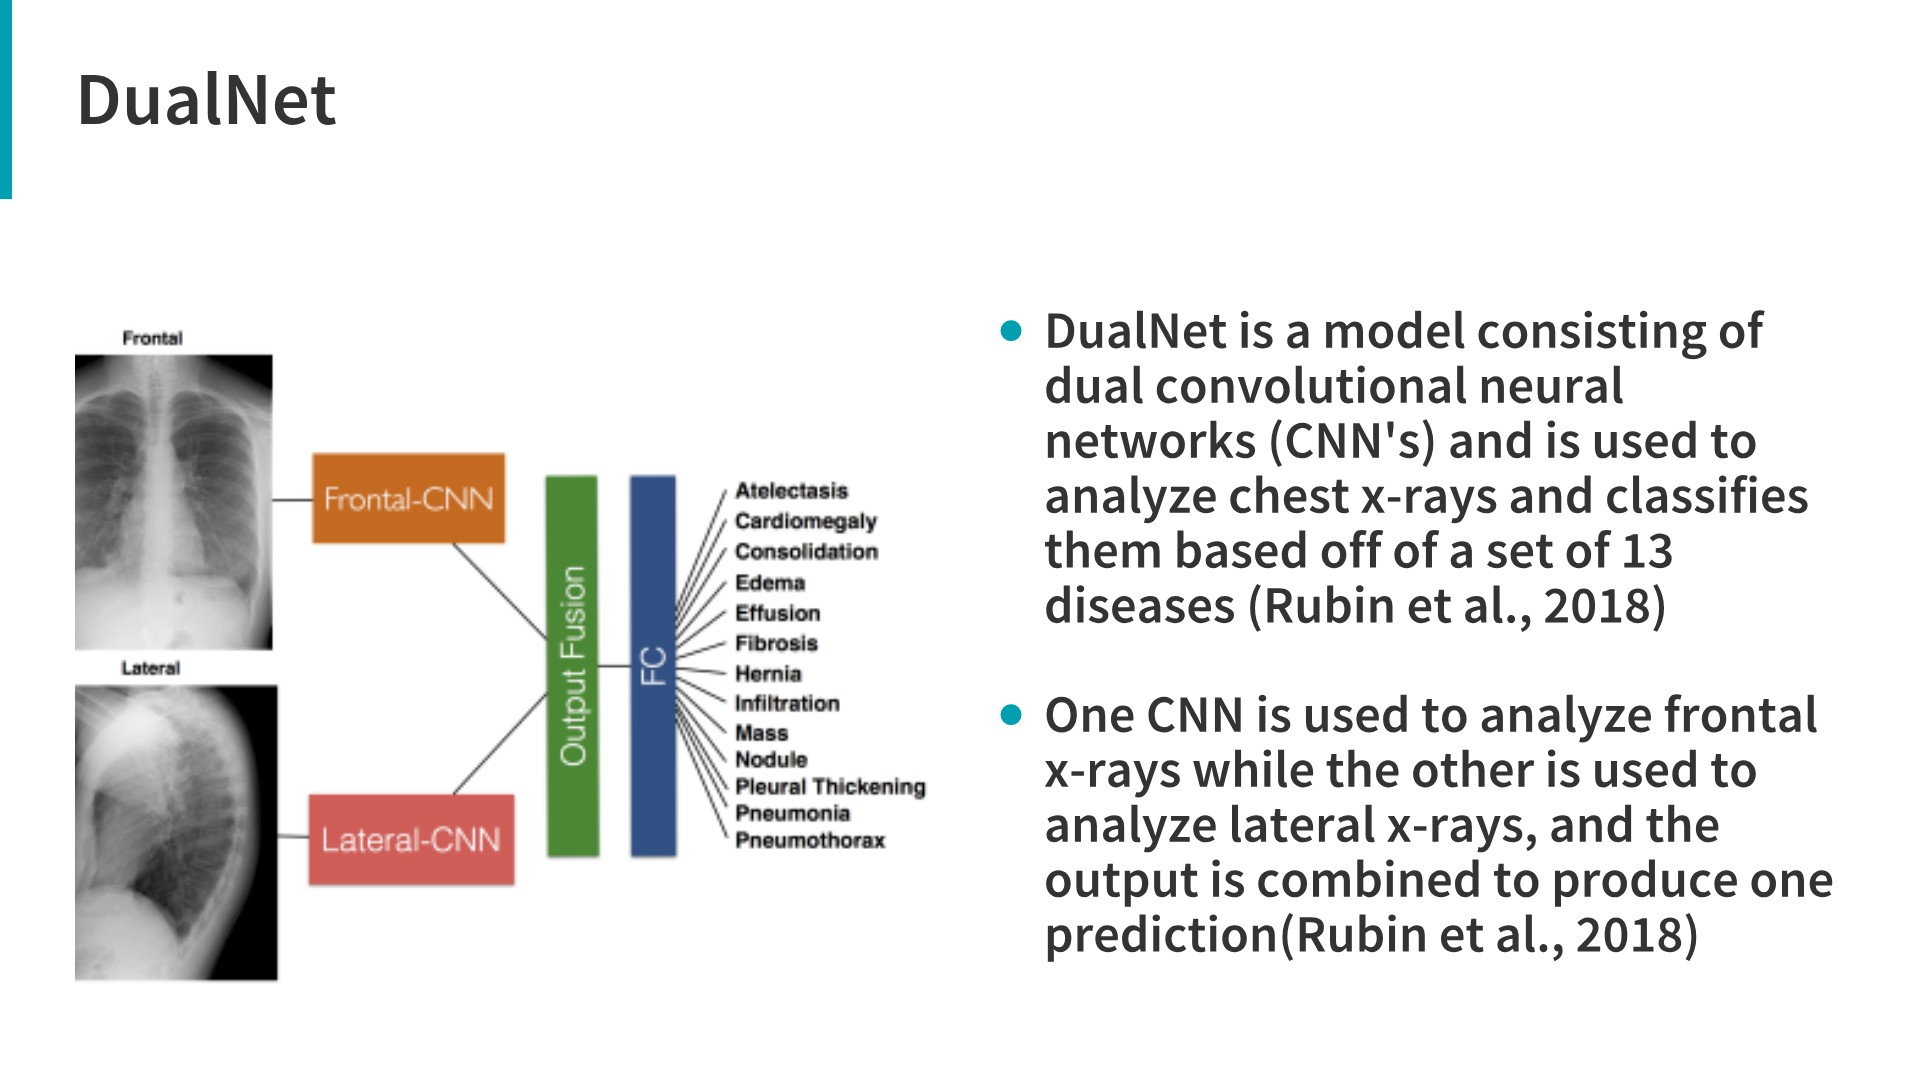 DualNet
Frontal
Lateral
Frontal-CNN
Lateral-CNN
Output Fusion
FC
Atelectasis
Cardiomegaly
Consolidation
Edema
Effusion
Fibrosis
Hernia
Infiltration
Mass
Nodule
Pleural Thickening
Pneumonia
Pneumothorax
• DualNet is a model consisting of
dual convolutional neural
networks (CNN's) and is used to
analyze chest x-rays and classifies
them based off of a set of 13
diseases (Rubin et al., 2018)
• One CNN is used to analyze frontal
x-rays while the other is used to
analyze lateral x-rays, and the
output is combined to produce one
prediction(Rubin et al., 2018)